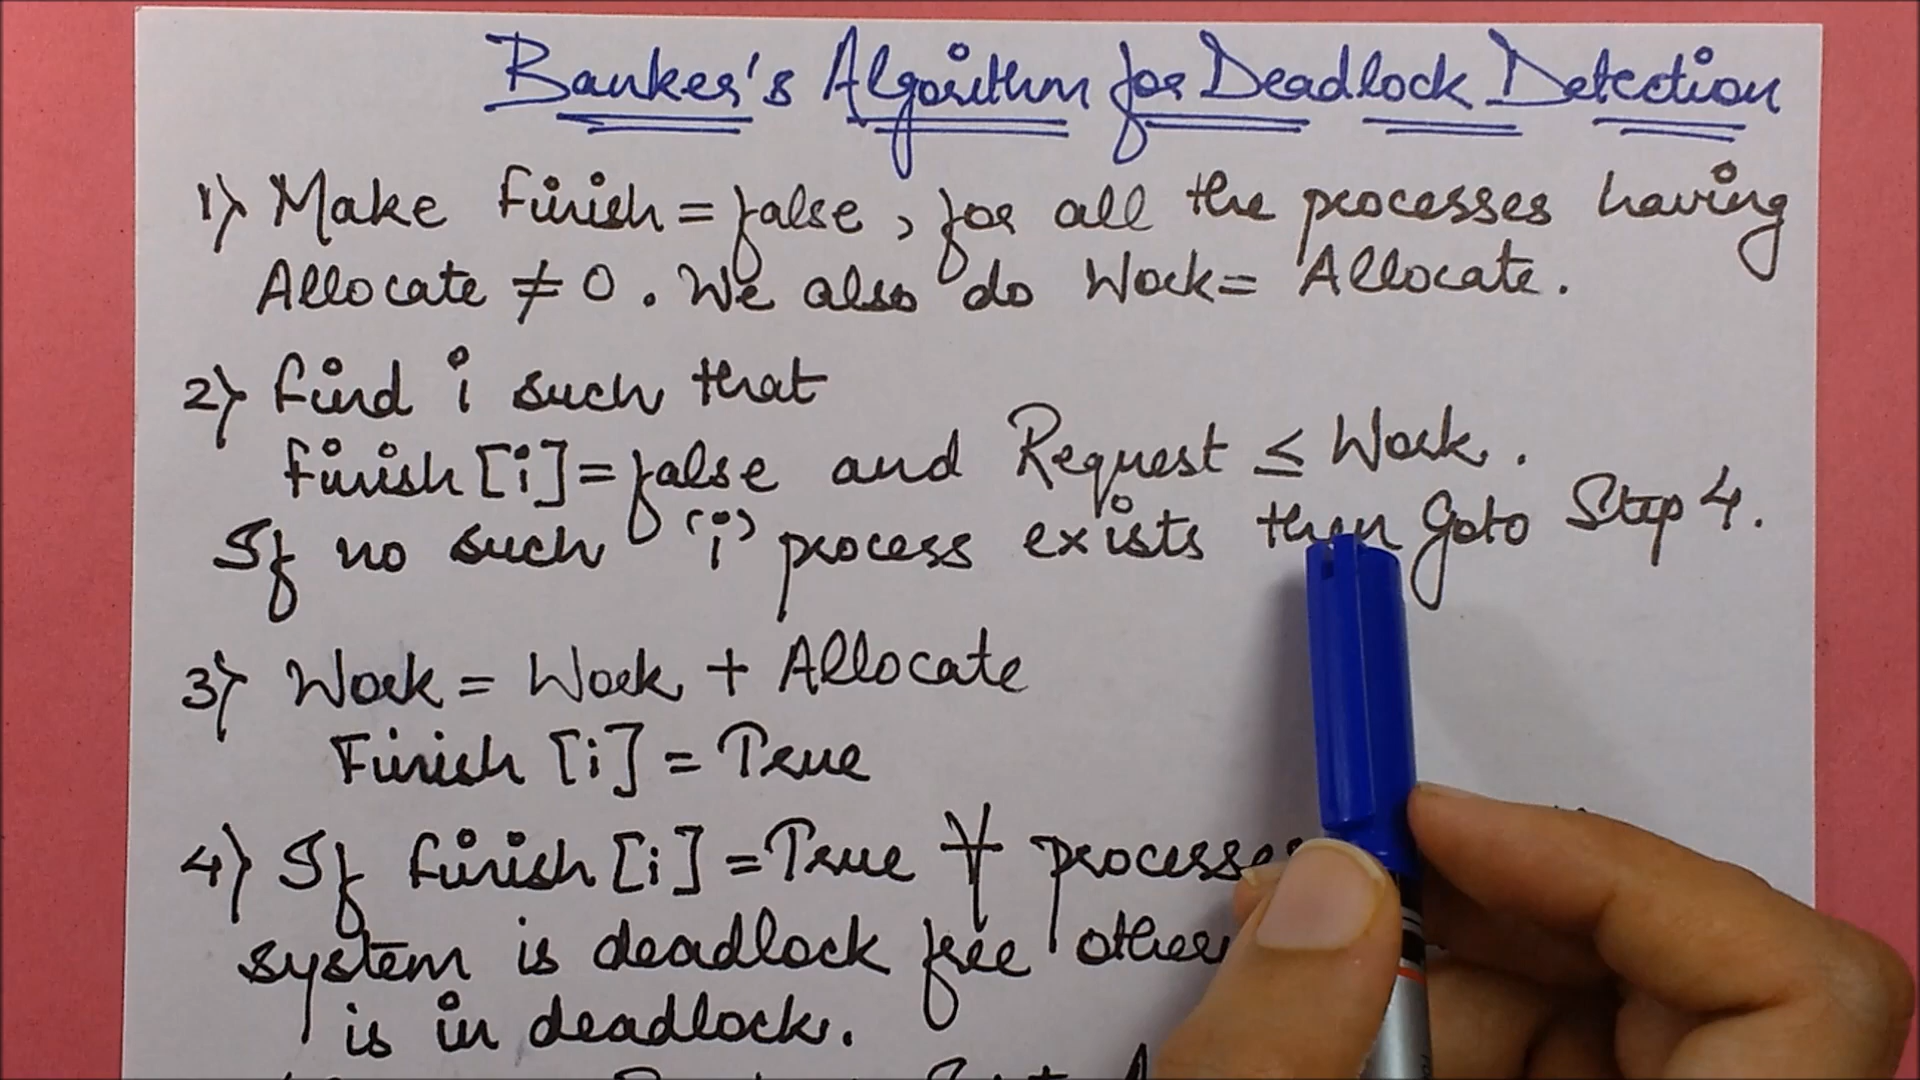 Banker's Algorithm for Deadlock Detection
1) Make Finish = false, for all the processes having
Allocate ≠ 0. We also do Work = Allocate.
2) Find i such that
Finish [i] = false and Request ≤ Work.
If no such 'i' process exists then Goto Step 4.
3) Work = Work + Allocate
Finish [i] = True
4) If Finish [i] = True ∀ processes
system is deadlock free other
is in deadlock.